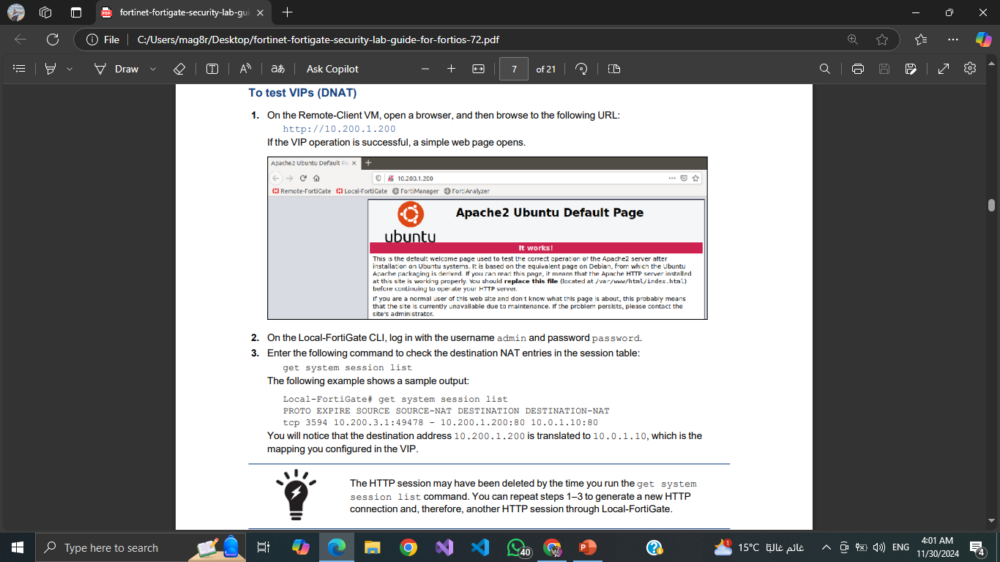 fortinet-fortigate-security-lab-gui
File
C:/Users/mag8r/Desktop/fortinet-fortigate-security-lab-guide-for-fortios-72.pdf
Draw
Ask Copilot
7 of 21
To test VIPs (DNAT)
1. On the Remote-Client VM, open a browser, and then browse to the following URL:
http://10.200.1.200
If the VIP operation is successful, a simple web page opens.
Apache2 Ubuntu Default Pa
10.200.1.200
Remote-FortiGate Local-FortiGate FortiManager FortiAnalyzer
Apache2 Ubuntu Default Page
ubuntu
It works!
This is the default welcome page used to test the correct operation of the Apache2 server after
installation on Ubuntu systems. It is based on the equivalent page on Debian, from which the Ubuntu
Apache packaging is derived. If you can read this page, it means that the Apache HTTP server installed
at this site is working properly. You should replace this file (located at /var/www/html/index.html)
before continuing to operate your HTTP server.
If you are a normal user of this web site and don't know what this page is about, this probably means
that the site is currently unavailable due to maintenance. If the problem persists, please contact the
site's administrator.
2. On the Local-FortiGate CLI, log in with the username admin and password password.
3. Enter the following command to check the destination NAT entries in the session table:
get system session list
The following example shows a sample output:
Local-FortiGate# get system session list
PROTO EXPIRE SOURCE SOURCE-NAT DESTINATION DESTINATION-NAT
tcp 3594 10.200.3.1:49478 - 10.200.1.200:80 10.0.1.10:80
You will notice that the destination address 10.200.1.200 is translated to 10.0.1.10, which is the
mapping you configured in the VIP.
The HTTP session may have been deleted by the time you run the get system
session list command. You can repeat steps 1–3 to generate a new HTTP
connection and, therefore, another HTTP session through Local-FortiGate.
Type here to search
40
15°C غائم غالبًا
ENG
4:01 AM
11/30/2024
4